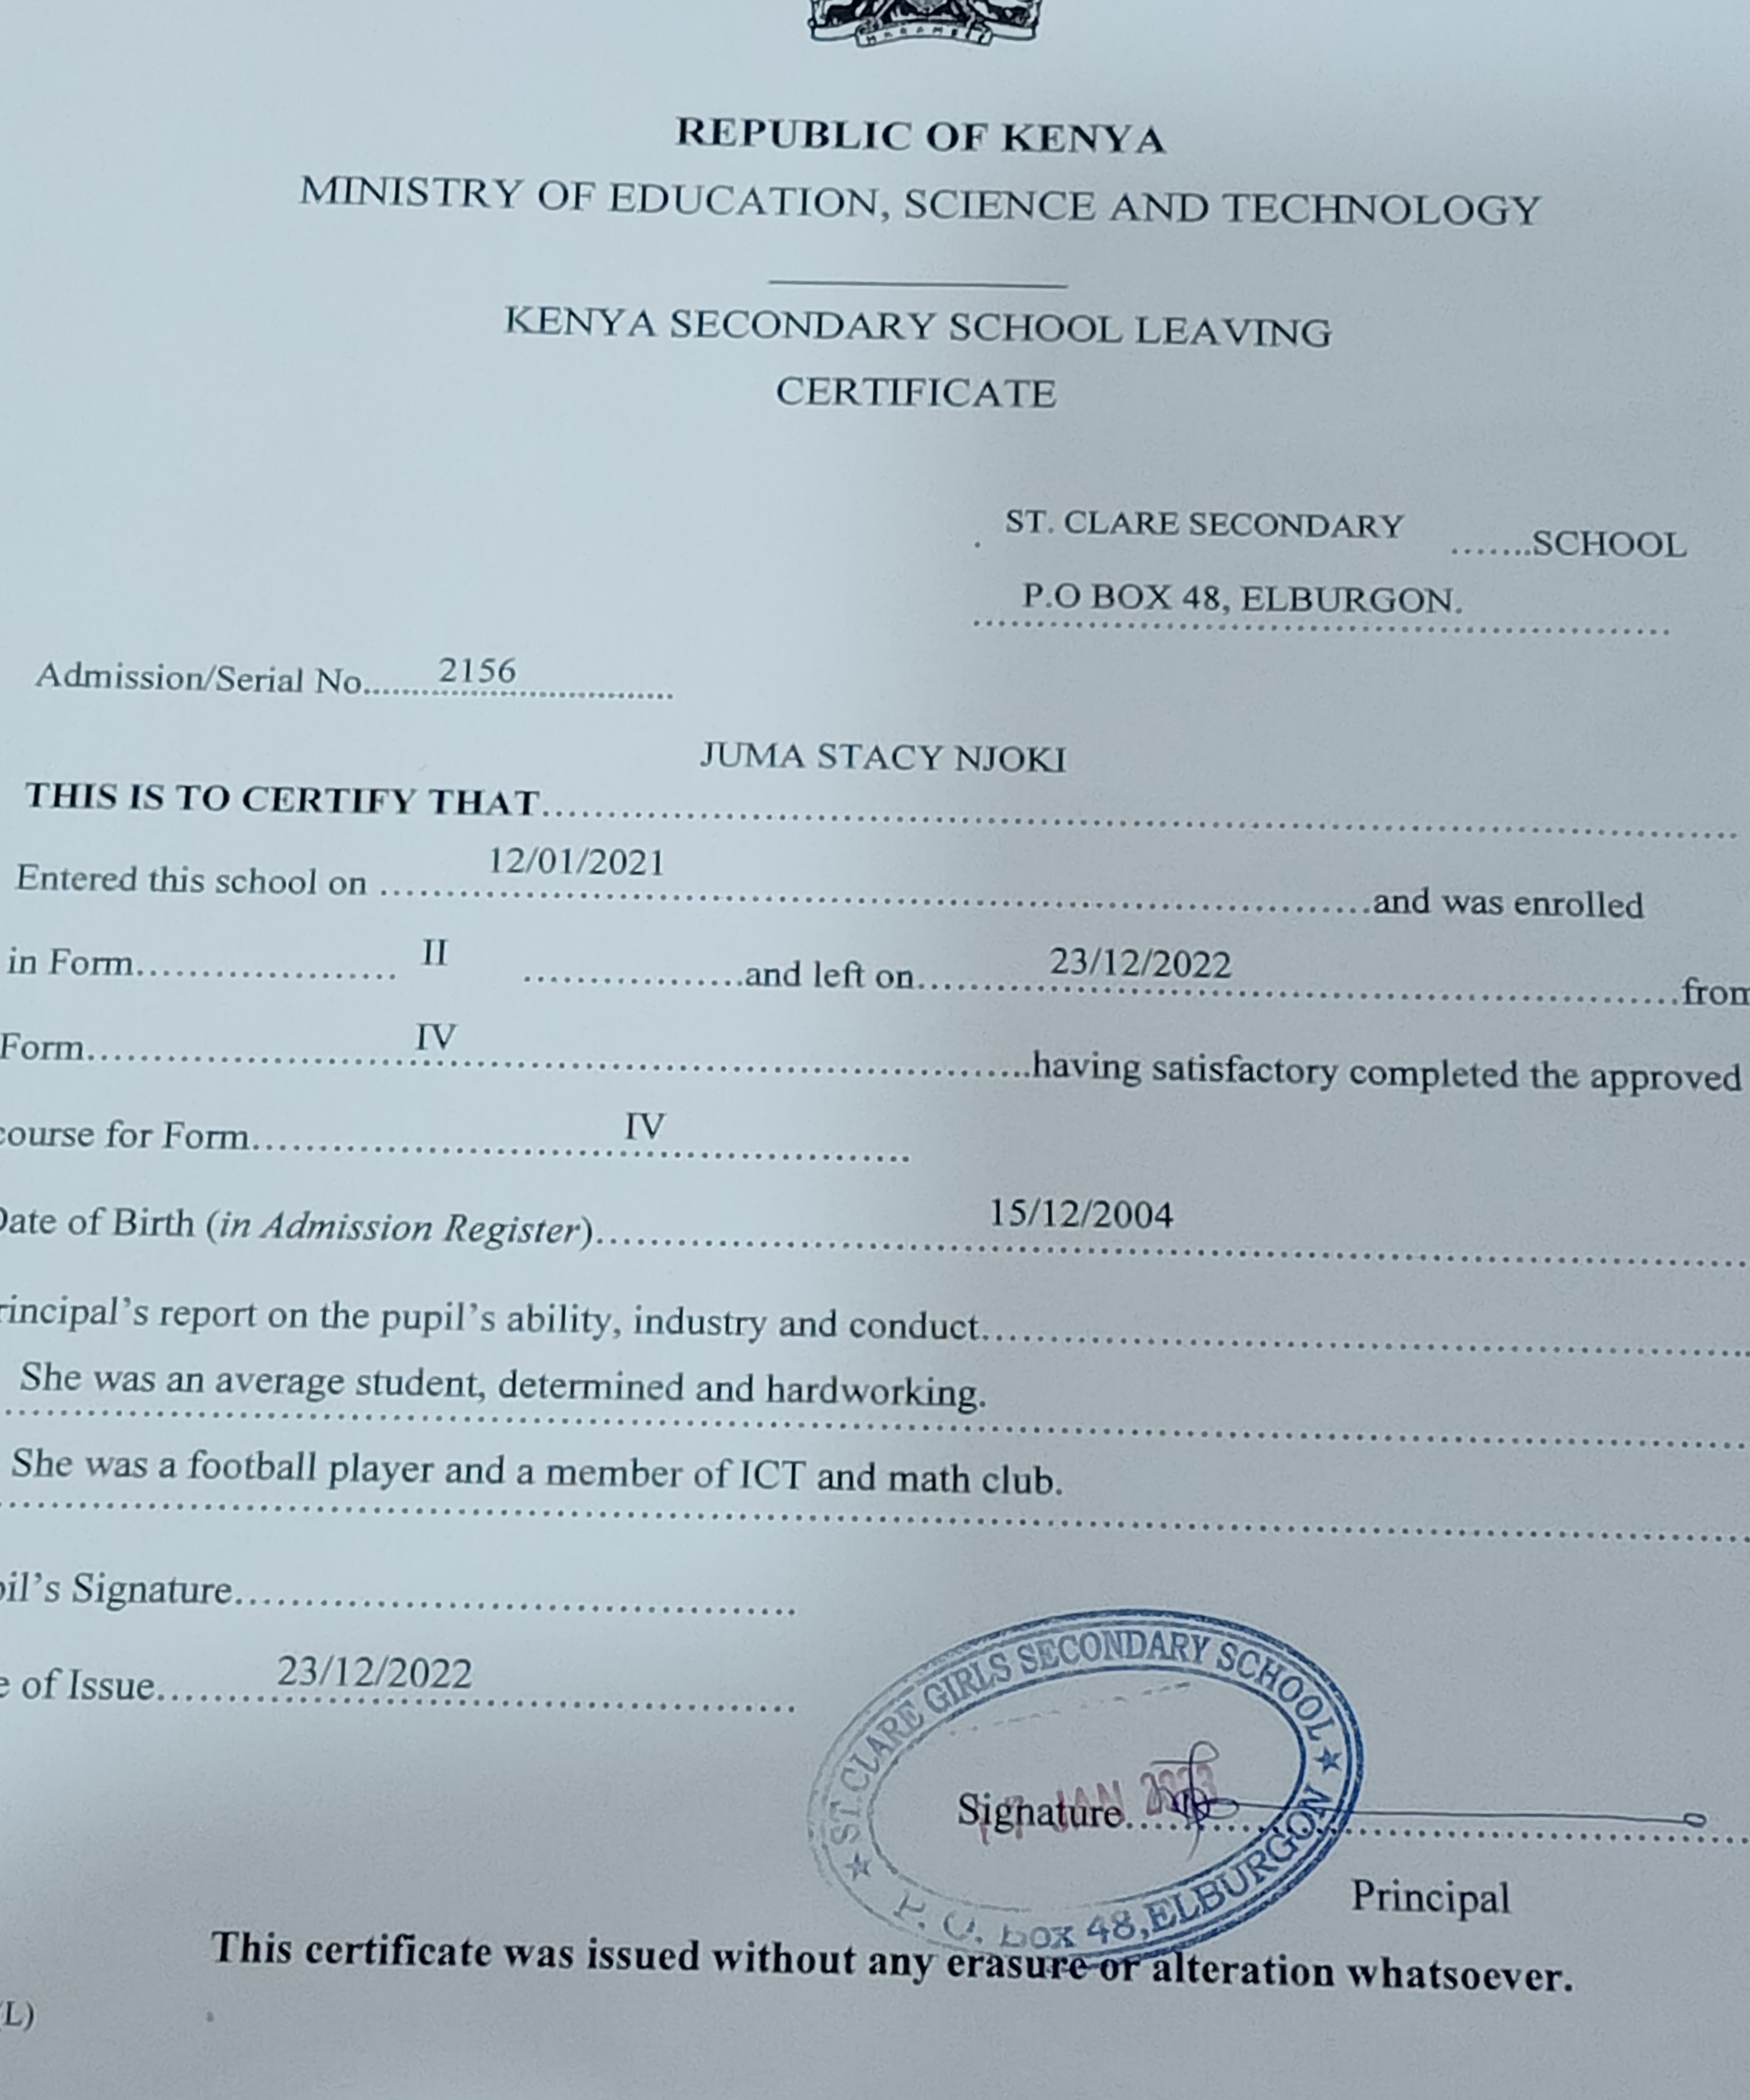 HARAMBEE
REPUBLIC OF KENYA
MINISTRY OF EDUCATION, SCIENCE AND TECHNOLOGY
KENYA SECONDARY SCHOOL LEAVING
CERTIFICATE
ST. CLARE SECONDARY .......SCHOOL
P.O BOX 48, ELBURGON.
Admission/Serial No. 2156
JUMA STACY NJOKI
THIS IS TO CERTIFY THAT
Entered this school on 12/01/2021 and was enrolled
in Form II and left on 23/12/2022 from
Form IV having satisfactory completed the approved
course for Form IV
Date of Birth (in Admission Register) 15/12/2004
rincipal's report on the pupil's ability, industry and conduct
She was an average student, determined and hardworking.
She was a football player and a member of ICT and math club.
pil's Signature
e of Issue 23/12/2022
ST. CLARE GIRLS SECONDARY SCHOOL
JAN 2023
Signature
P. O. Box 48, ELBURGON
Principal
This certificate was issued without any erasure or alteration whatsoever.
(L)